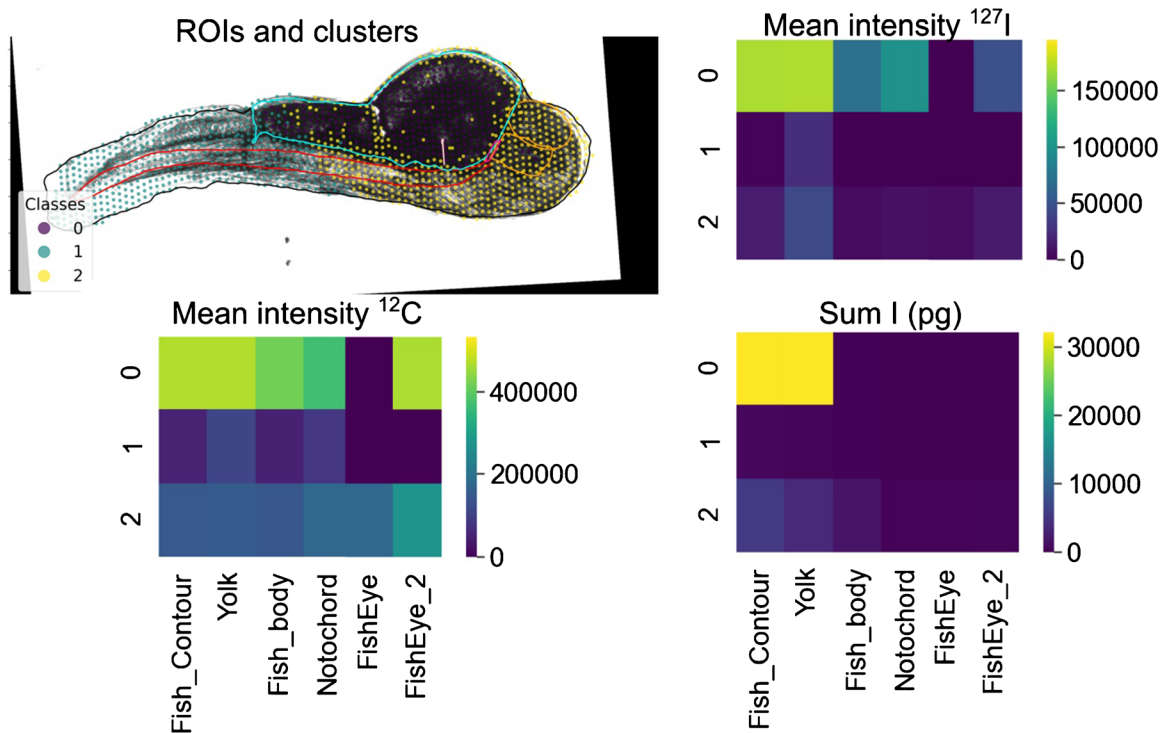 ROIs and clusters
Classes
0
1
2
Mean intensity ¹²⁷I
0
1
2
150000
100000
50000
0
Mean intensity ¹²C
0
1
2
400000
200000
0
Fish_Contour
Yolk
Fish_body
Notochord
FishEye
FishEye_2
Sum I (pg)
0
1
2
30000
20000
10000
0
Fish_Contour
Yolk
Fish_body
Notochord
FishEye
FishEye_2